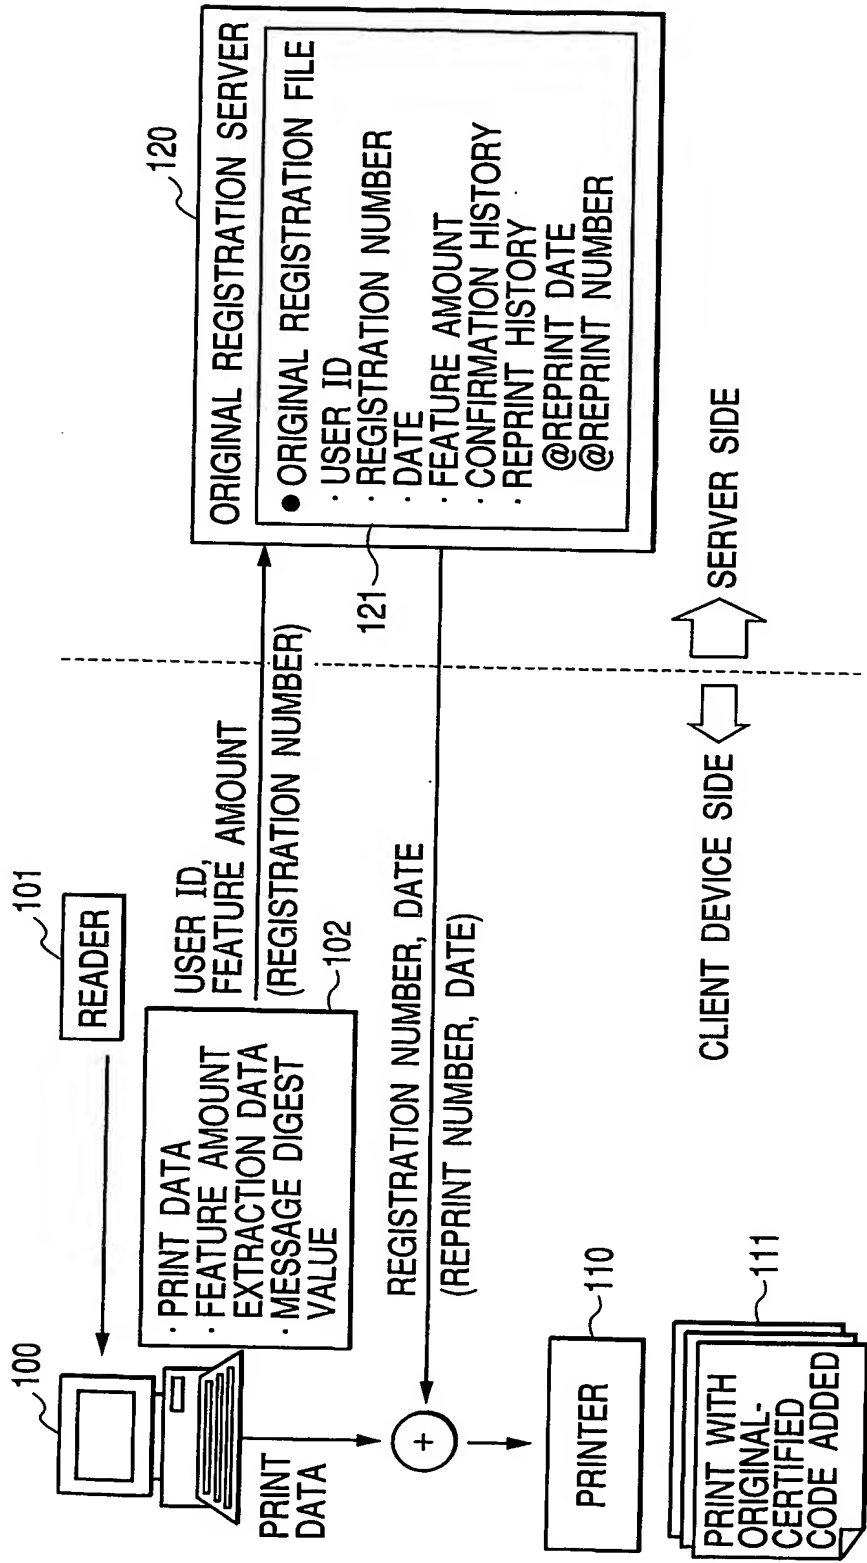 100
101
READER
· PRINT DATA
· FEATURE AMOUNT
EXTRACTION DATA
· MESSAGE DIGEST
VALUE
102
USER ID,
FEATURE AMOUNT
(REGISTRATION NUMBER)
120
ORIGINAL REGISTRATION SERVER
● ORIGINAL REGISTRATION FILE
· USER ID
· REGISTRATION NUMBER
· DATE
· FEATURE AMOUNT
· CONFIRMATION HISTORY
· REPRINT HISTORY
@REPRINT DATE
@REPRINT NUMBER
121
PRINT
DATA
+
REGISTRATION NUMBER, DATE
(REPRINT NUMBER, DATE)
PRINTER
110
PRINT WITH
ORIGINAL-
CERTIFIED
CODE ADDED
111
CLIENT DEVICE SIDE
SERVER SIDE